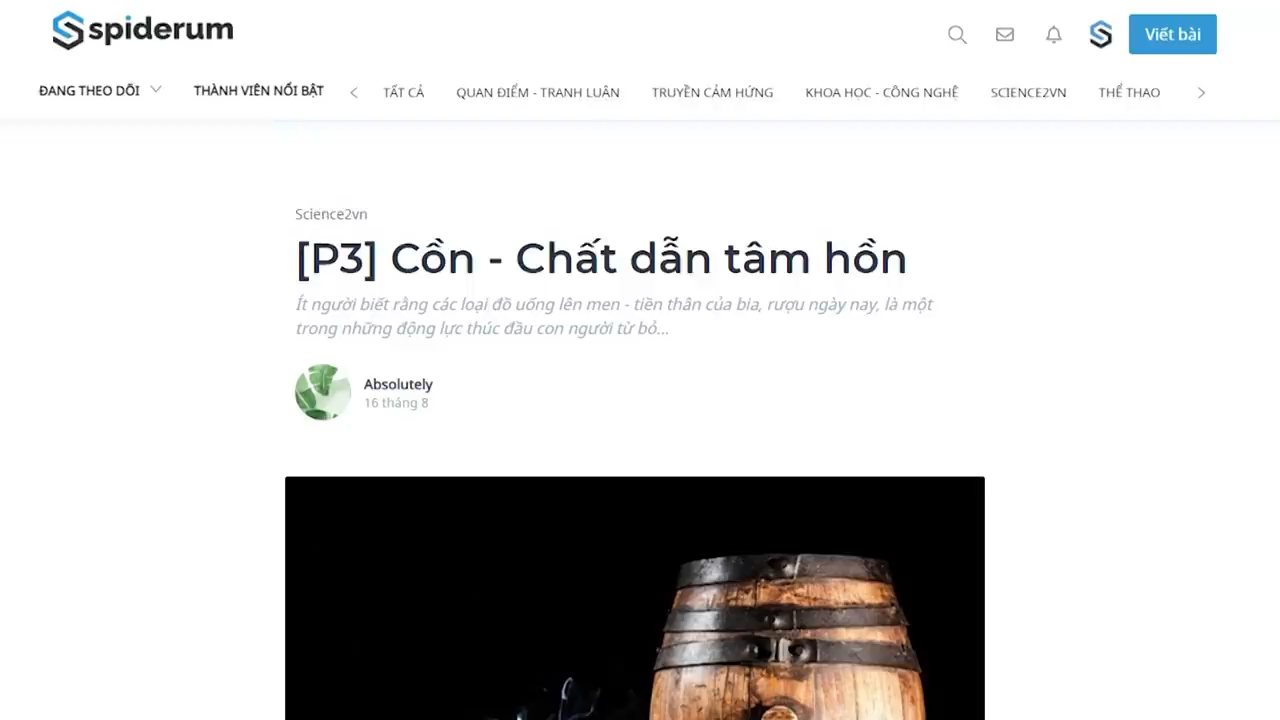 spiderum
Viết bài
ĐANG THEO DÕI
THÀNH VIÊN NỔI BẬT
TẤT CẢ
QUAN ĐIỂM - TRANH LUẬN
TRUYỀN CẢM HỨNG
KHOA HỌC - CÔNG NGHỆ
SCIENCE2VN
THỂ THAO
Science2vn
[P3] Cồn - Chất dẫn tâm hồn
Ít người biết rằng các loại đồ uống lên men - tiền thân của bia, rượu ngày nay, là một
trong những động lực thúc đầu con người từ bỏ...
Absolutely
16 tháng 8